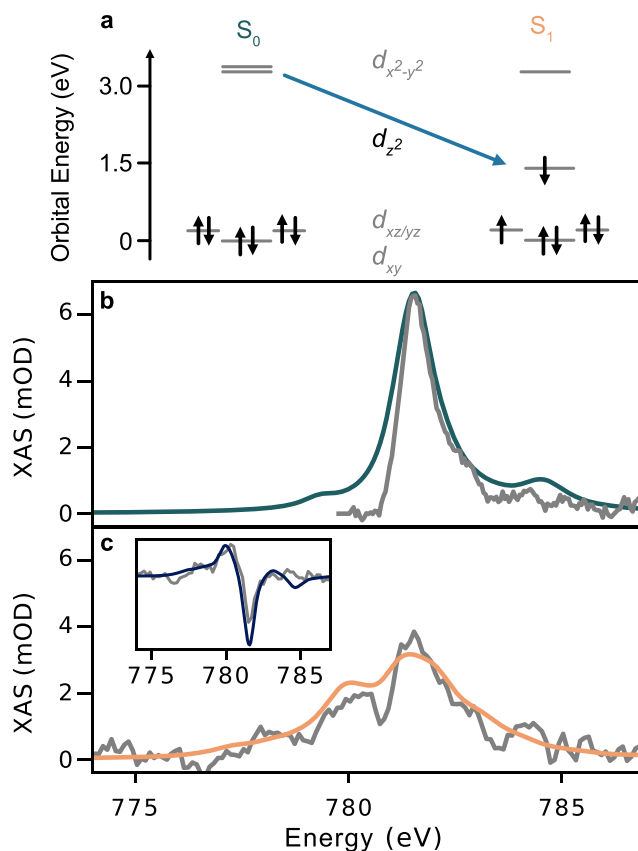 a
S0
S1
Orbital Energy (eV)
3.0
1.5
0
dx2-y2
dz2
dxz/yz
dxy
b
XAS (mOD)
6
4
2
0
c
XAS (mOD)
6
4
2
0
775 780 785
775 780 785
Energy (eV)